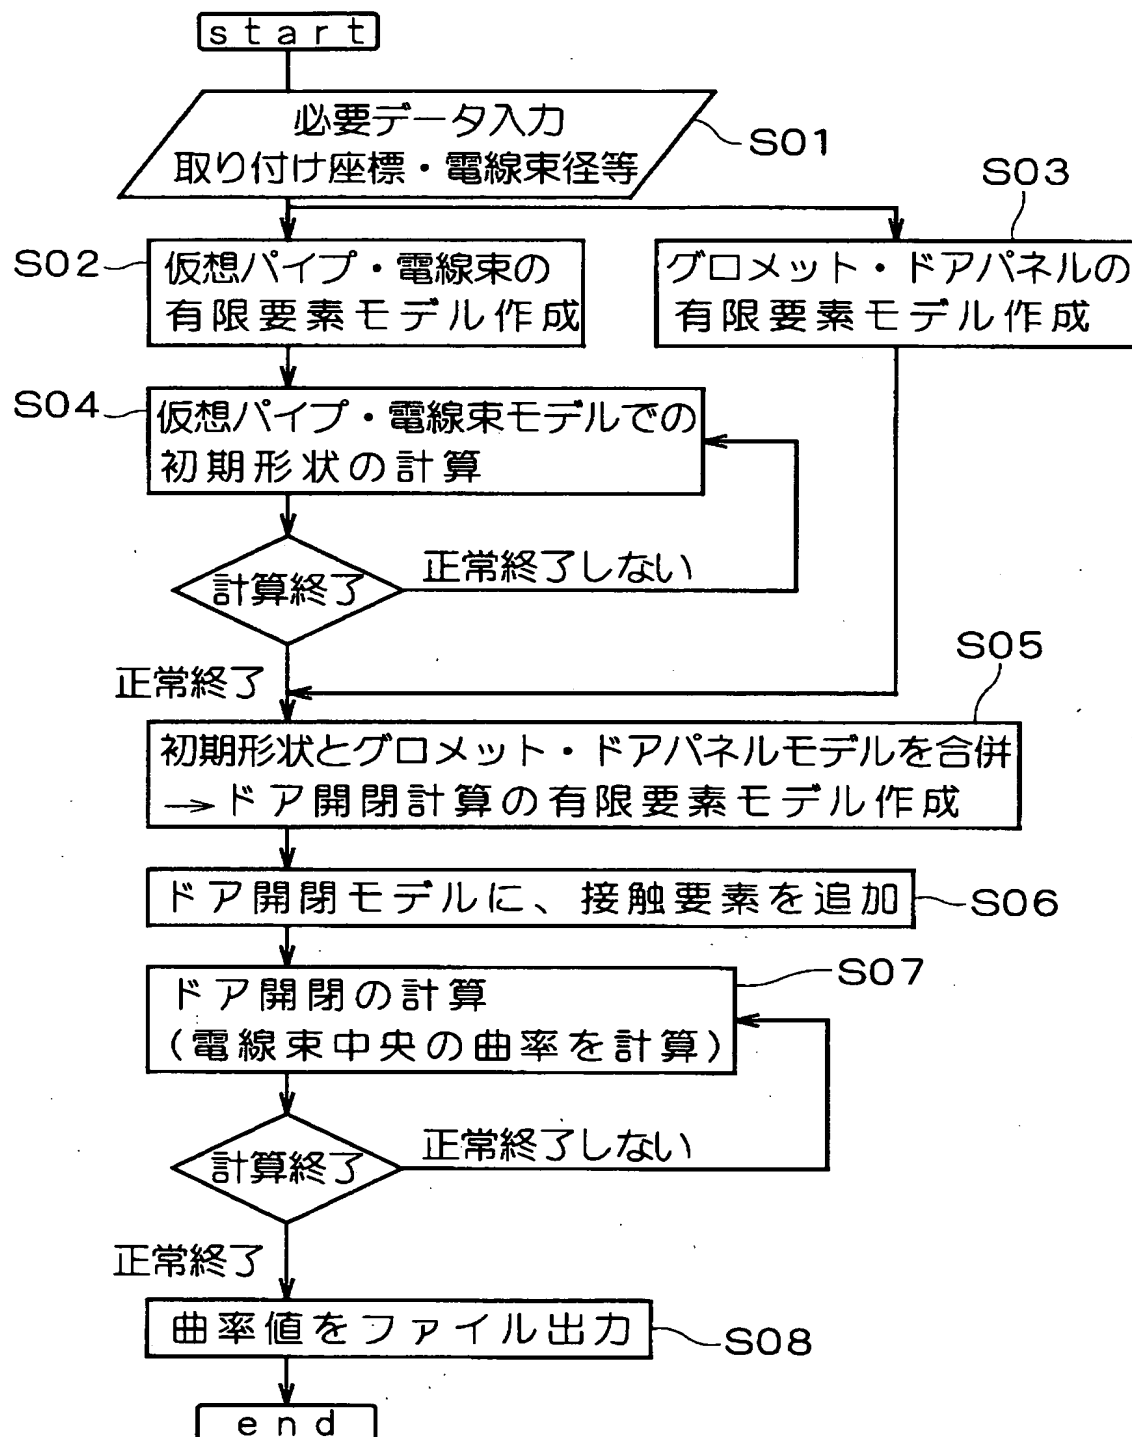 start
必要データ入力
取り付け座標・電線束径等
S01
S03
S02
仮想パイプ・電線束の
有限要素モデル作成
グロメット・ドアパネルの
有限要素モデル作成
S04
仮想パイプ・電線束モデルでの
初期形状の計算
計算終了
正常終了しない
正常終了
S05
初期形状とグロメット・ドアパネルモデルを合併
→ドア開閉計算の有限要素モデル作成
ドア開閉モデルに、接触要素を追加
S06
S07
ドア開閉の計算
(電線束中央の曲率を計算)
計算終了
正常終了しない
正常終了
曲率値をファイル出力
S08
end